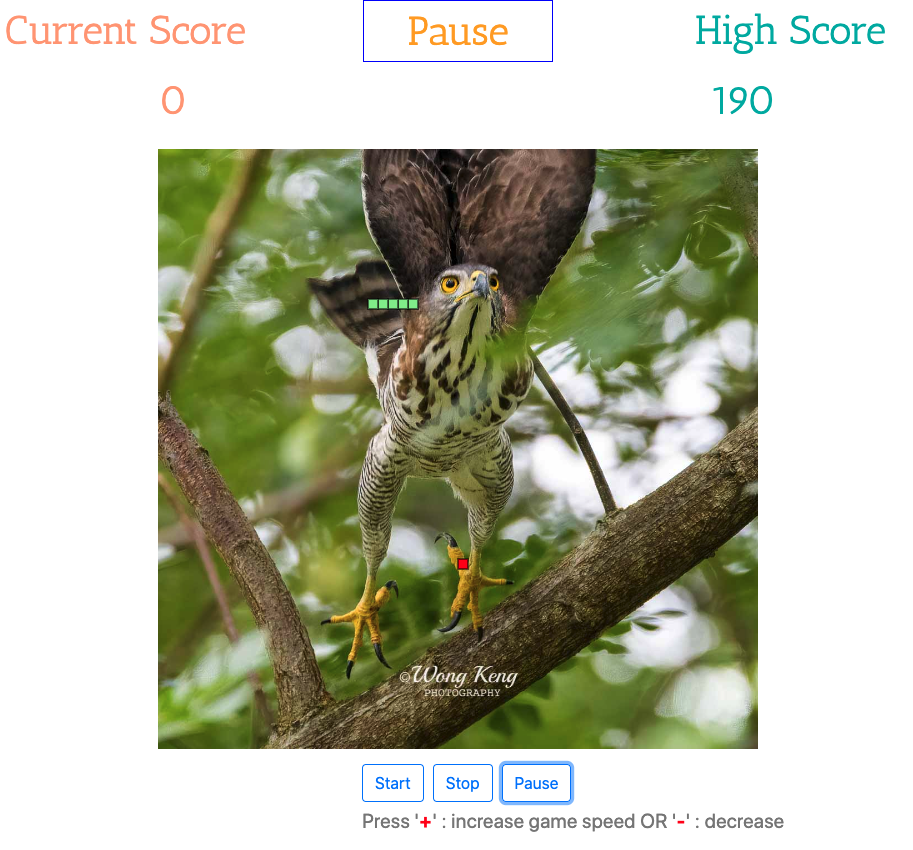 Current Score
Pause
High Score
0
190
©Wong Keng
PHOTOGRAPHY
Start
Stop
Pause
Press '+' : increase game speed OR '-' : decrease